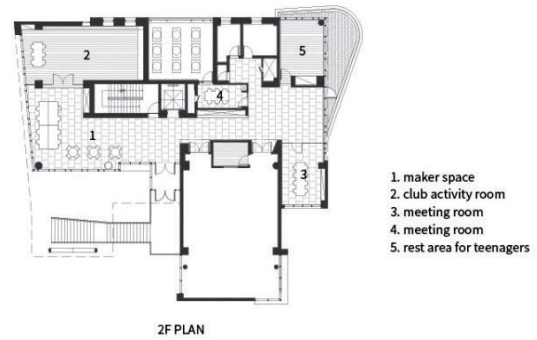 2
5
4
1
3
1. maker space
2. club activity room
3. meeting room
4. meeting room
5. rest area for teenagers
2F PLAN